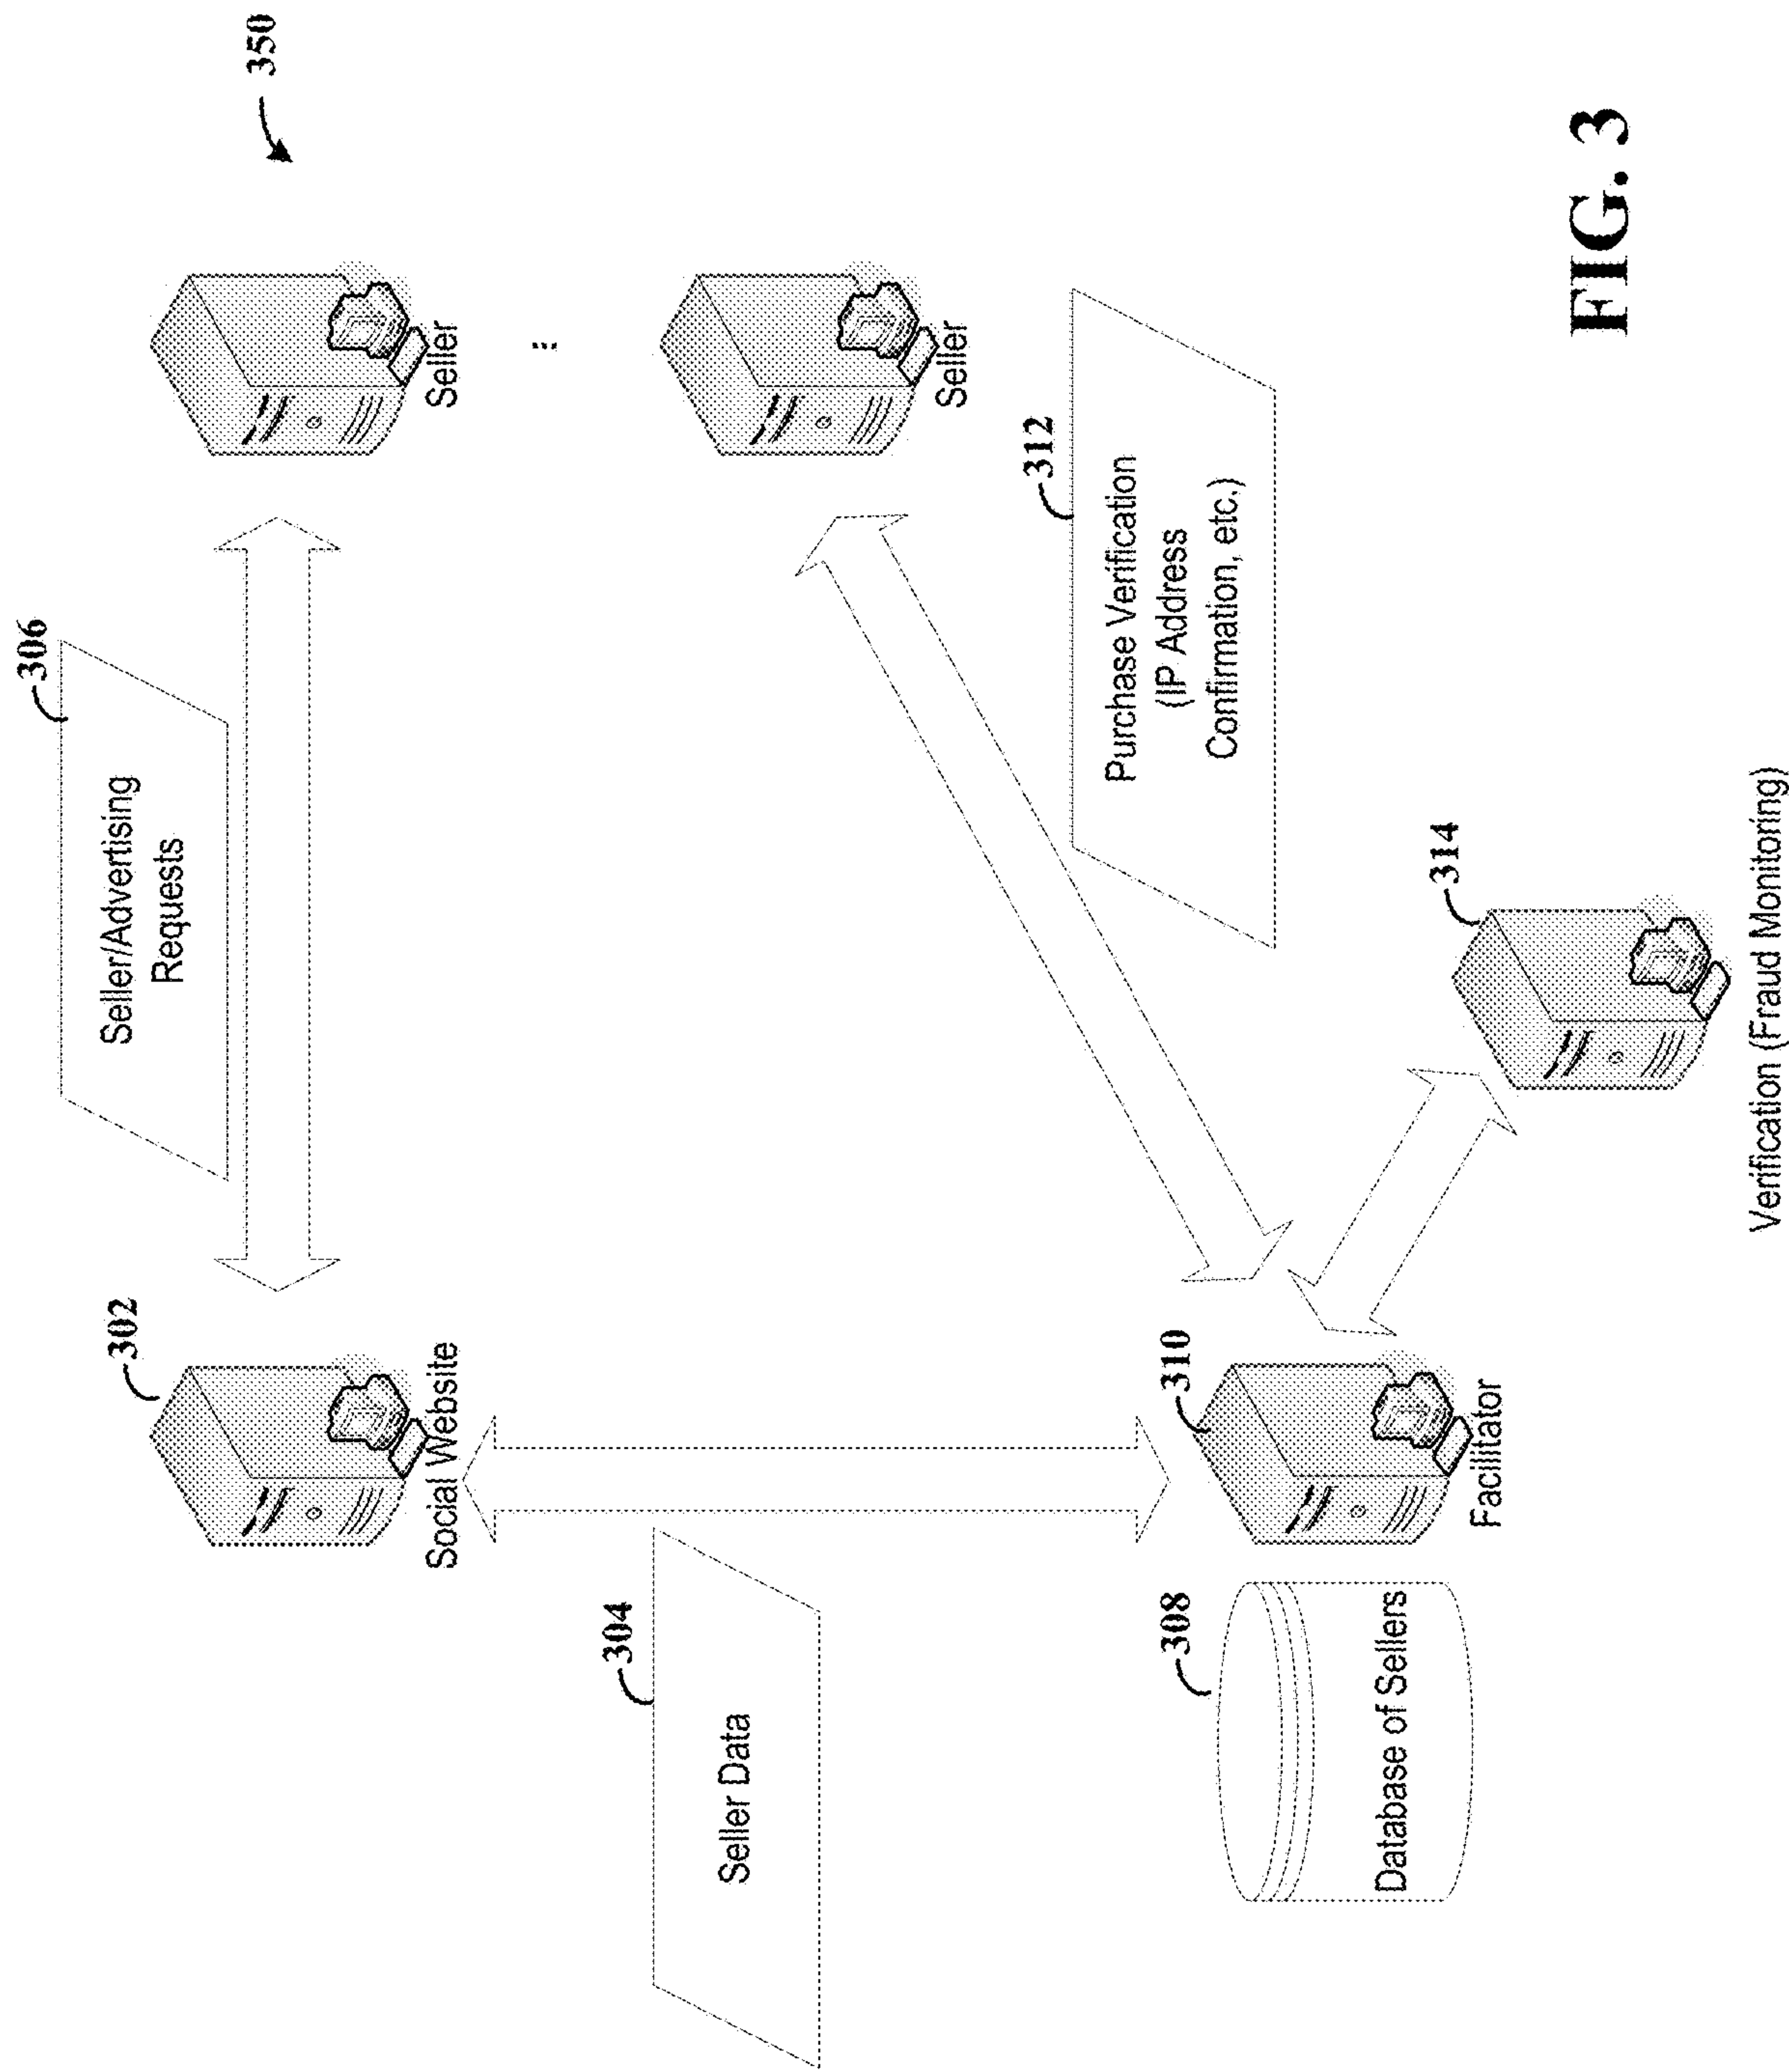 350
306
Seller/Advertising
Requests
302
Social Website
Seller
Seller
304
Seller Data
312
Purchase Verification
(IP Address
Confirmation, etc.)
308
Database of Sellers
310
Facilitator
314
Verification (Fraud Monitoring)
FIG. 3